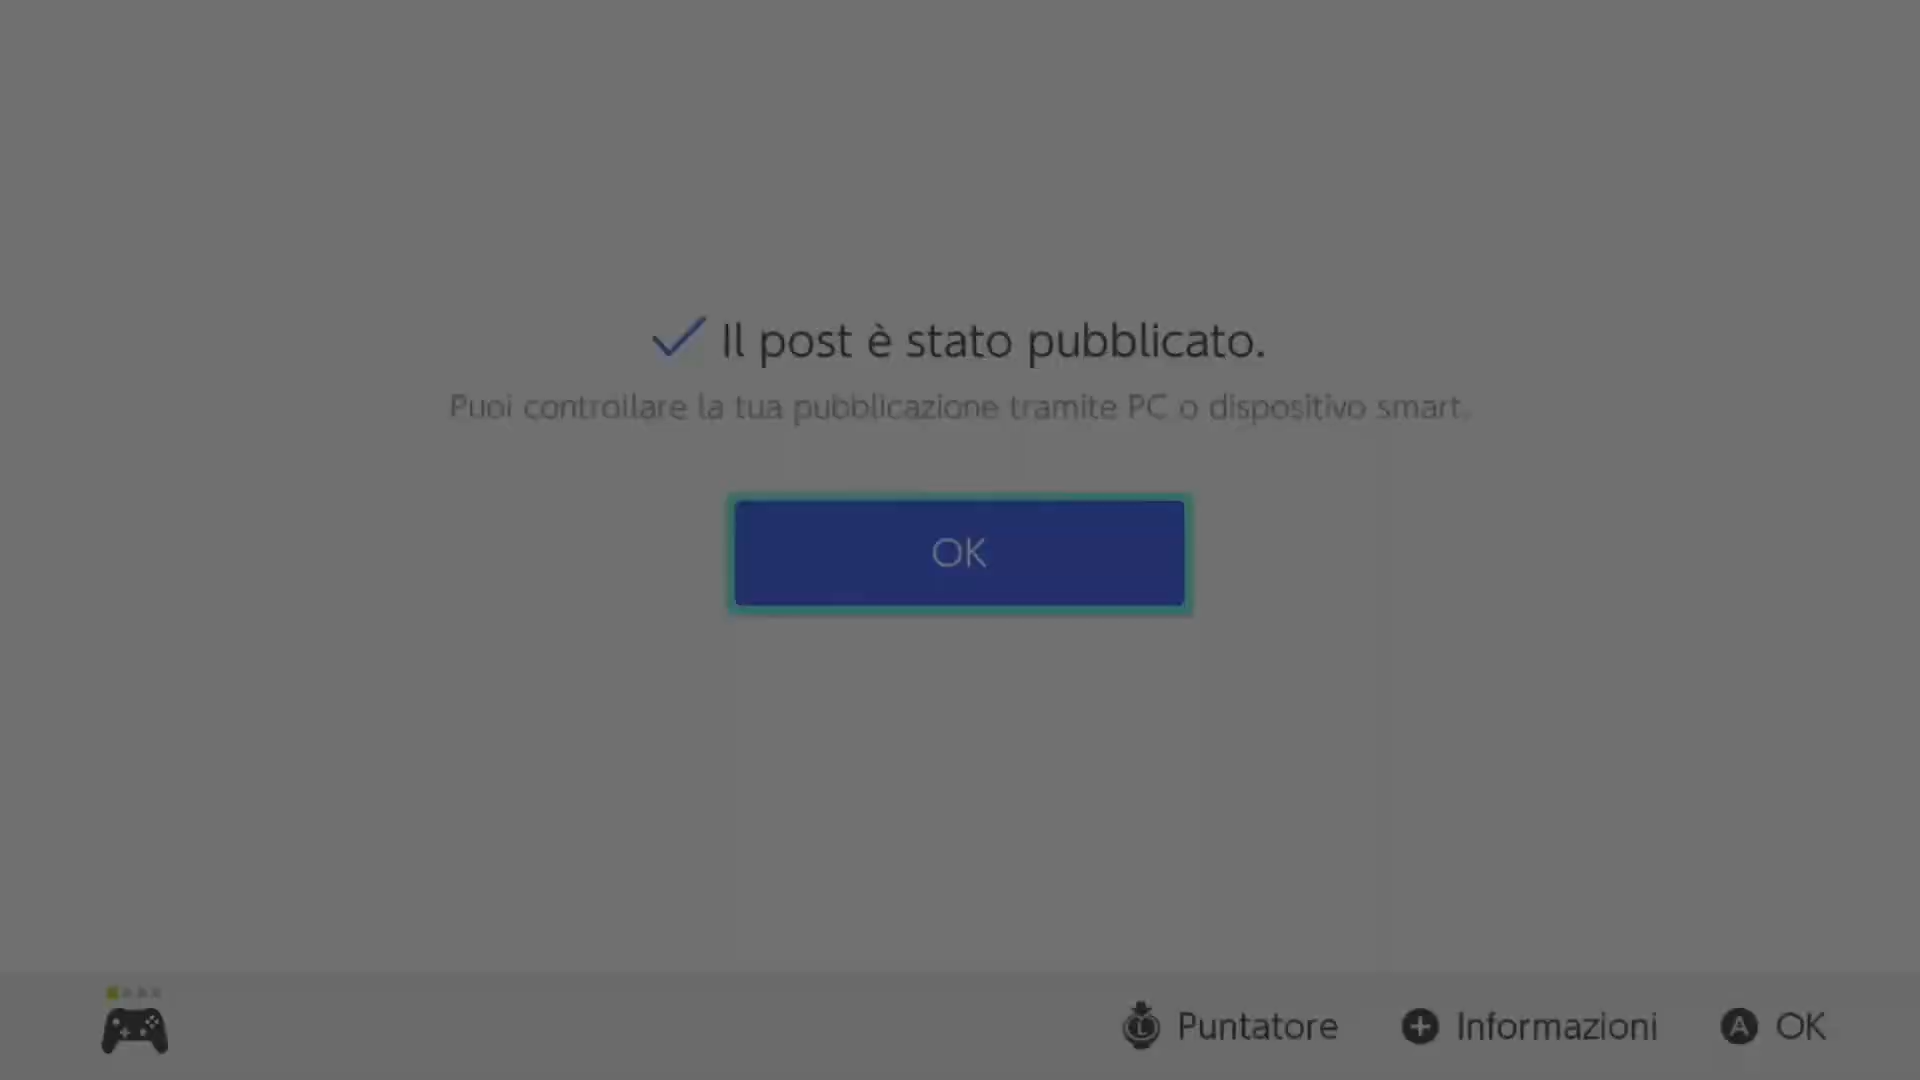 Il post è stato pubblicato.
Puoi controllare la tua pubblicazione tramite PC o dispositivo smart.
OK
L Puntatore + Informazioni A OK